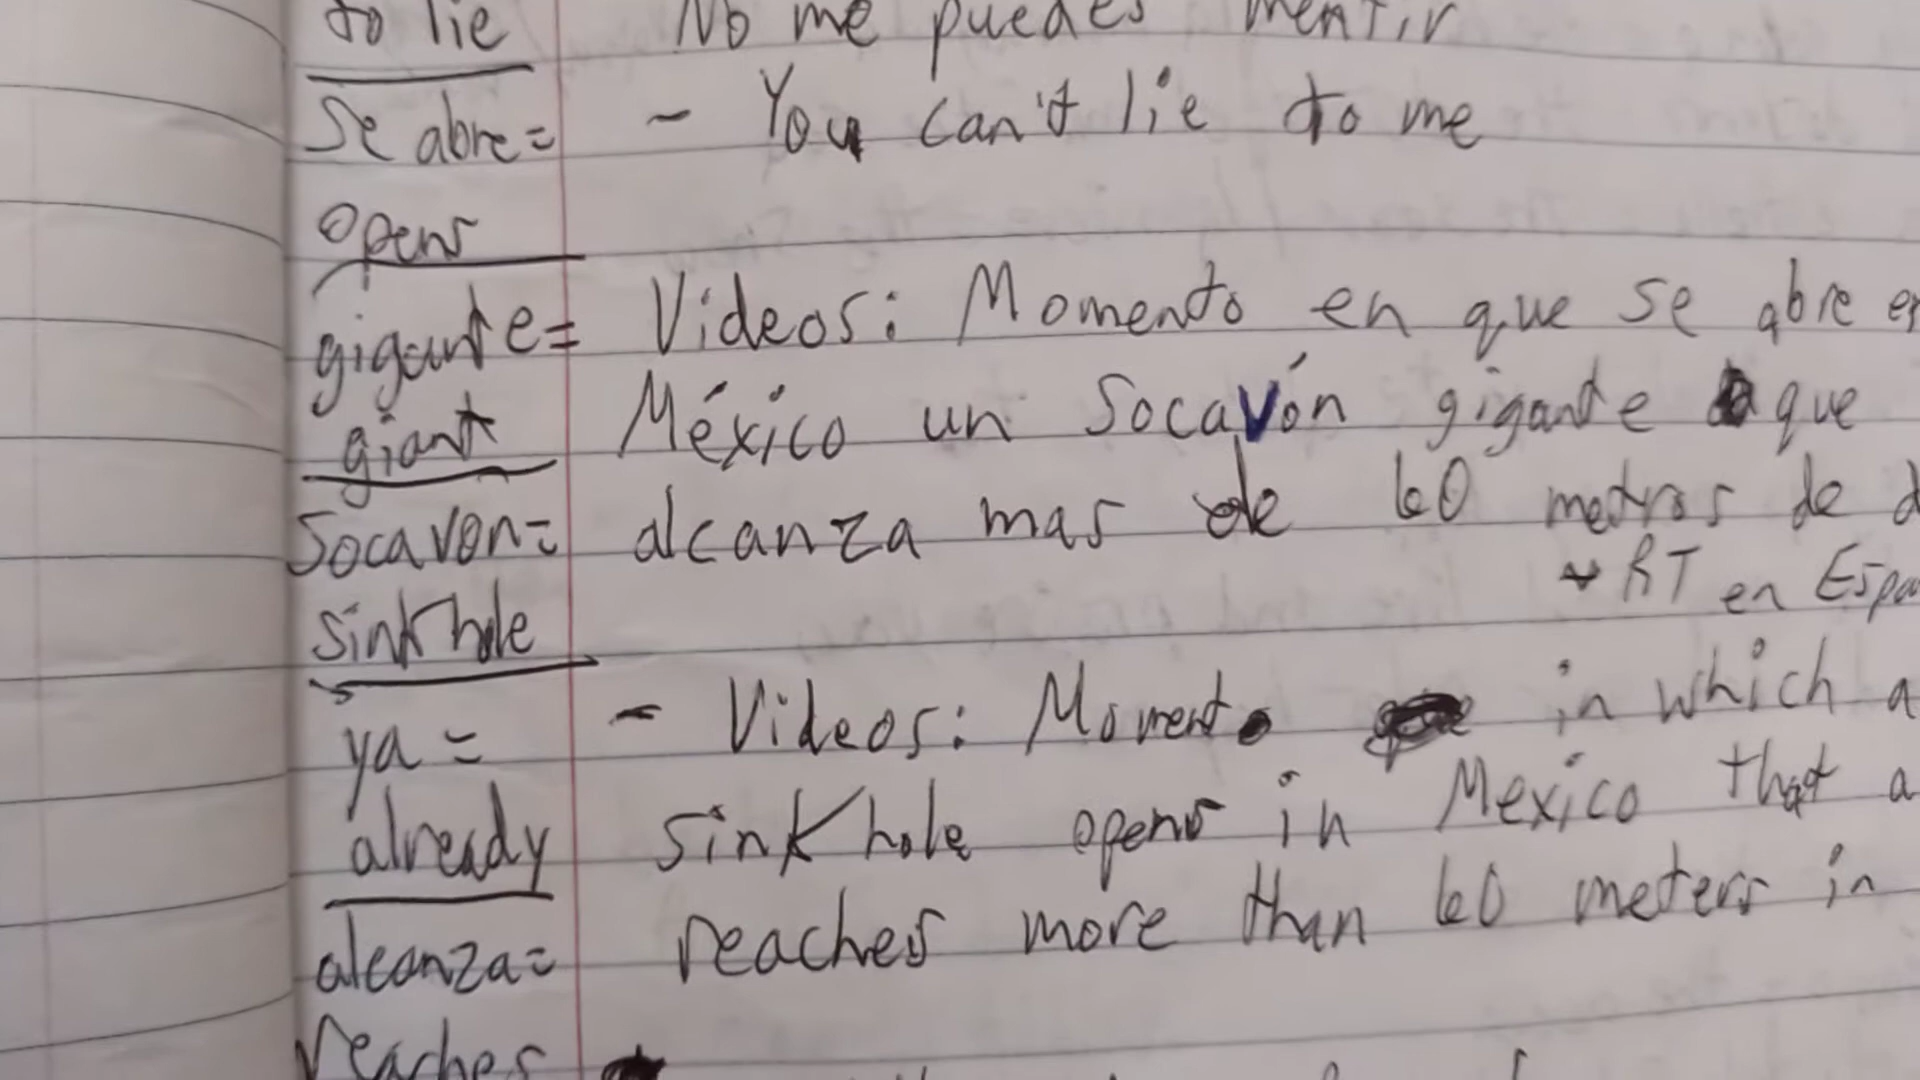 to lie
se abre=
opens
gigante=
giant
Socavon=
sinkhole
ya =
already
alcanza=
reaches
No me puedes mentir
- You can't lie to me
Videos: Momento en que se abre en
México un Socavón gigante que
alcanza mas de 60 metros de d
RT en Espa
- Videos: Moment in which a
sinkhole opens in Mexico that a
reaches more than 60 meters in